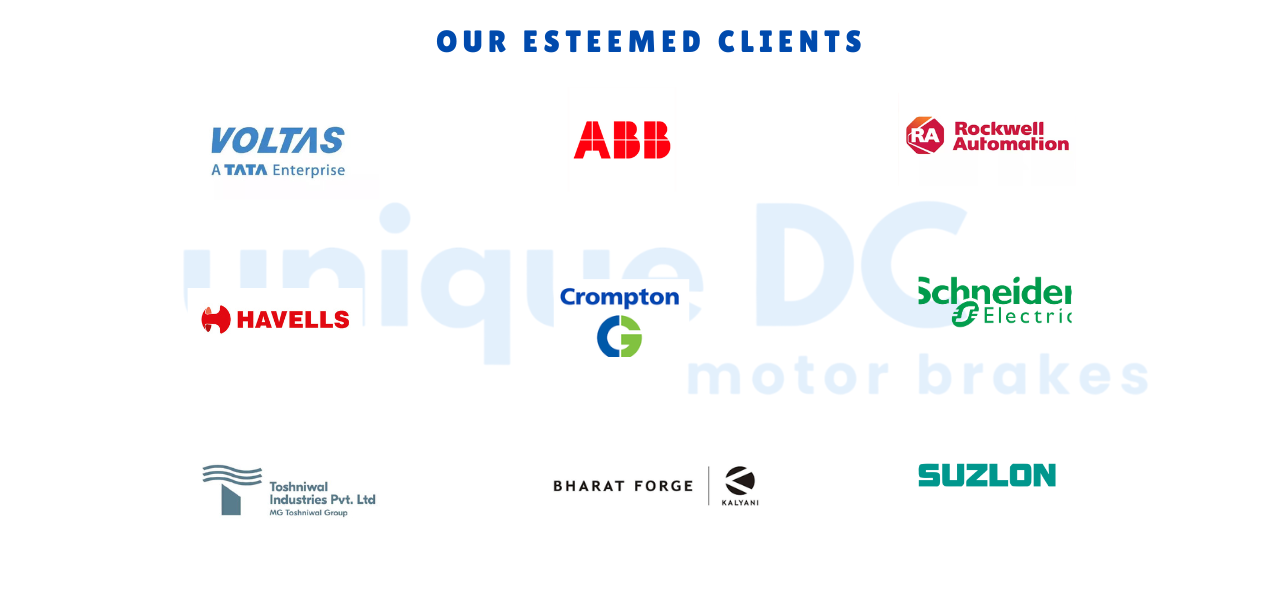 OUR ESTEEMED CLIENTS
VOLTAS
A TATA Enterprise
ABB
RA
Rockwell
Automation
unique DC
motor brakes
HAVELLS
Crompton
CG
Schneider
Electric
Toshniwal
Industries Pvt. Ltd
MG Toshniwal Group
BHARAT FORGE
KALYANI
SUZLON